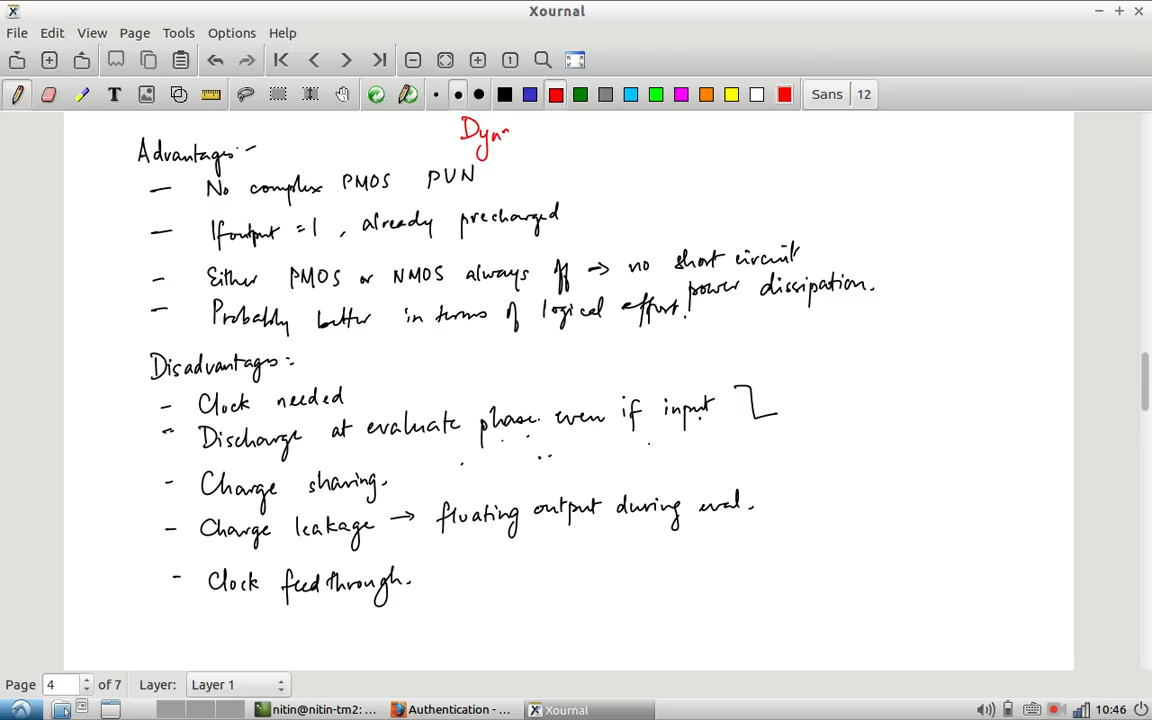 Xournal
File Edit View Page Tools Options Help
Sans 12
Dyn
Advantages:-
— No complex PMOS PUN
— If output = 1, already precharged
- Either PMOS or NMOS always off → no short circuit
power dissipation.
- Probably better in terms of logical effort.
Disadvantages:-
- Clock needed
- Discharge at evaluate phase even if input
- Charge sharing.
- Charge leakage → floating output during eval.
- Clock feedthrough.
Page 4 of 7 Layer: Layer 1
nitin@nitin-tm2: ... Authentication - ... Xournal 10:46